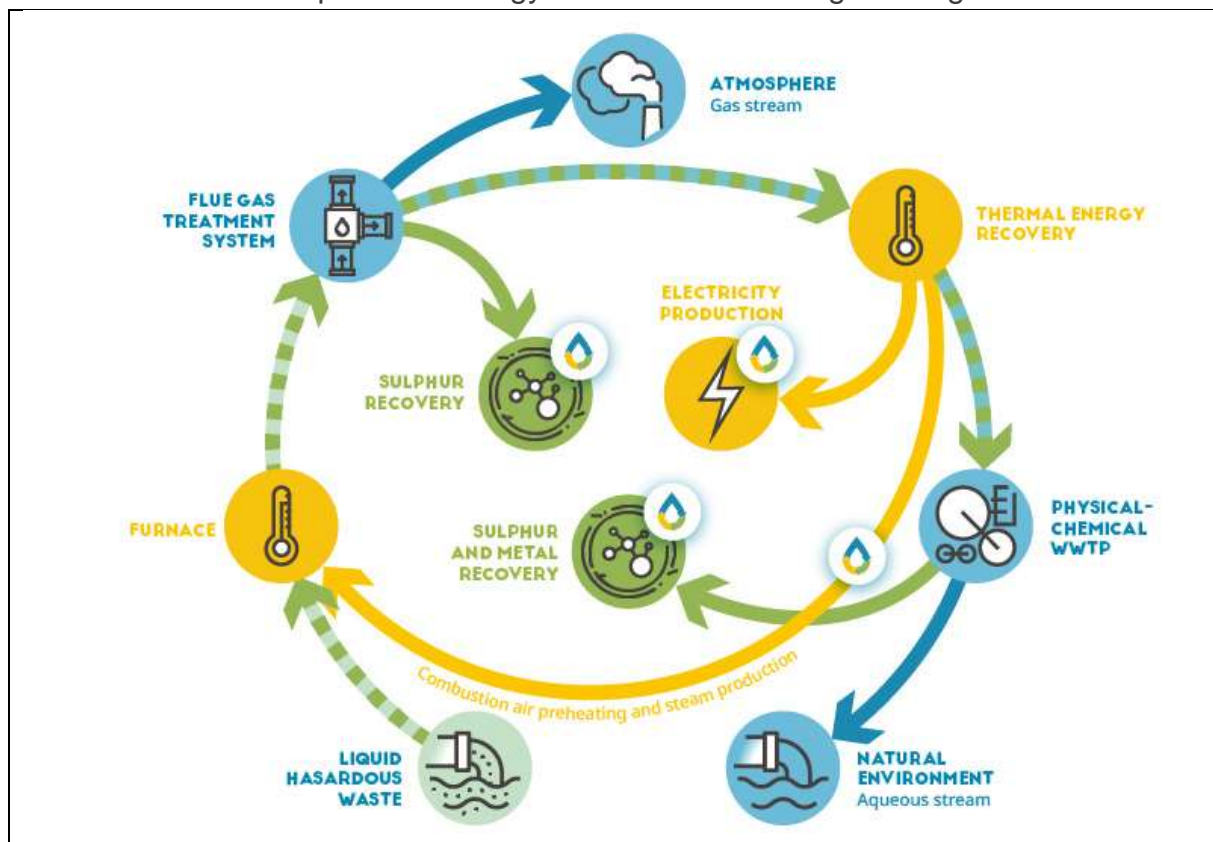 ATMOSPHERE
Gas stream
FLUE GAS
TREATMENT
SYSTEM
THERMAL ENERGY
RECOVERY
ELECTRICITY
PRODUCTION
SULPHUR
RECOVERY
FURNACE
SULPHUR
AND METAL
RECOVERY
PHYSICAL-
CHEMICAL
WWTP
Combustion air preheating and steam production
LIQUID
HASARDOUS
WASTE
NATURAL
ENVIRONMENT
Aqueous stream